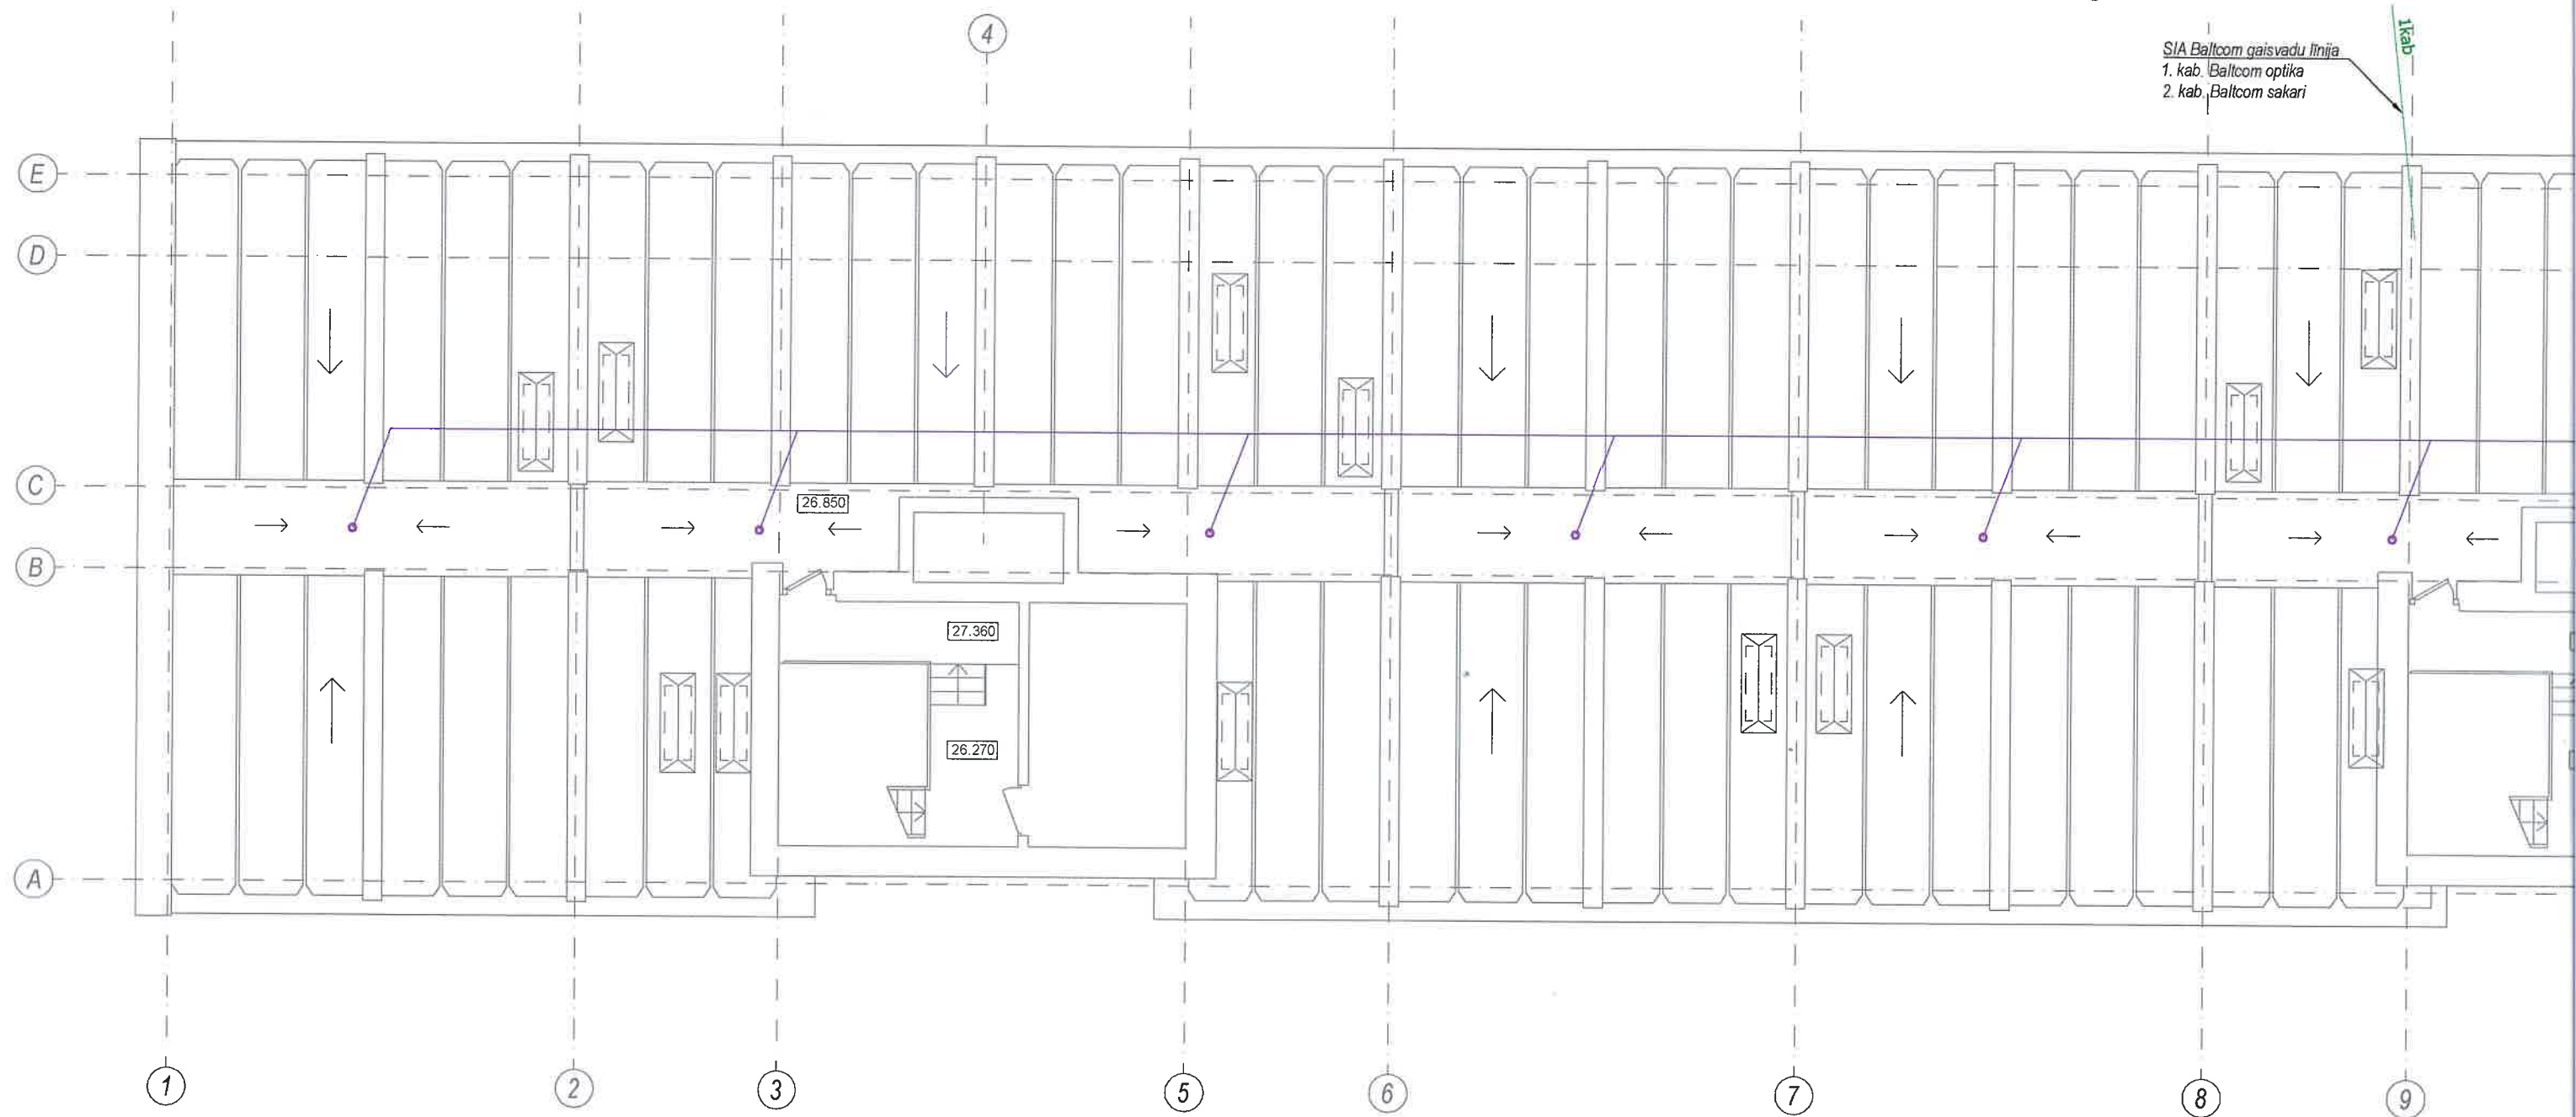 4
1kab
SIA Baltcom gaisvadu līnija
1. kab. Baltcom optika
2. kab. Baltcom sakari
E
D
C
26.850
B
27.360
26.270
A
1
2
3
5
6
7
8
9